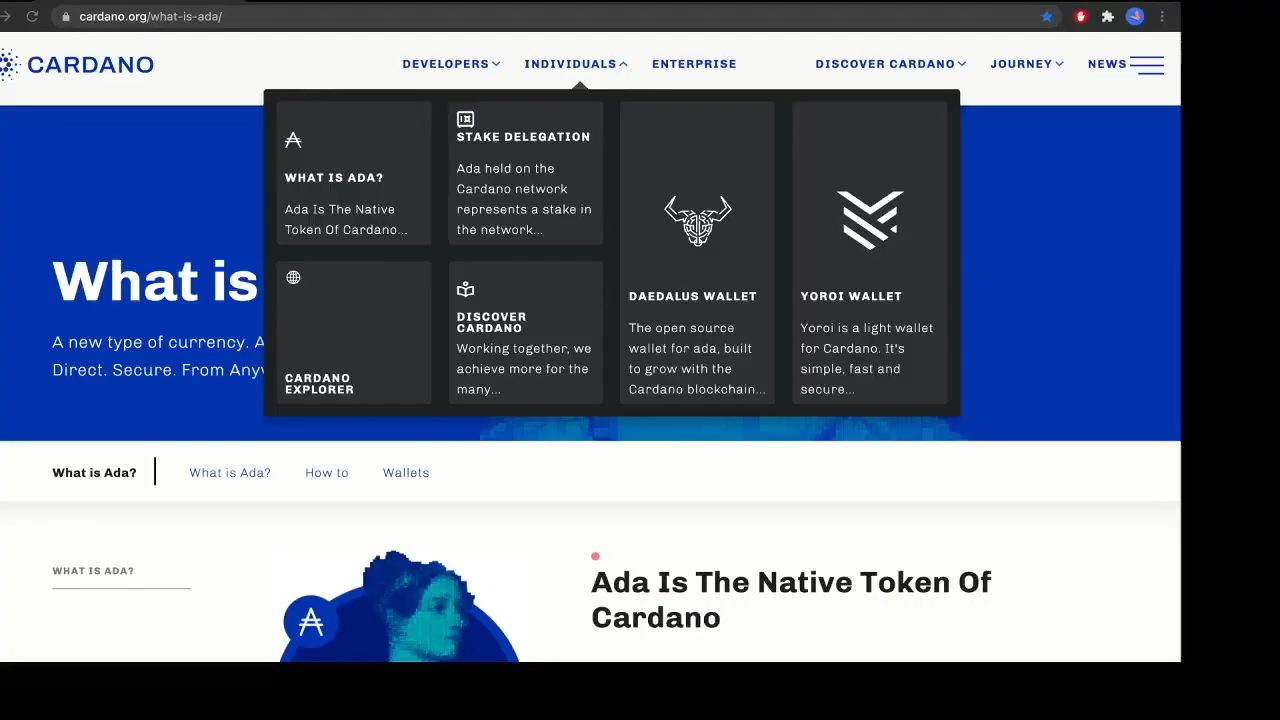 cardano.org/what-is-ada/
CARDANO
DEVELOPERS
INDIVIDUALS
ENTERPRISE
DISCOVER CARDANO
JOURNEY
NEWS
WHAT IS ADA?
Ada Is The Native
Token Of Cardano...
STAKE DELEGATION
Ada held on the
Cardano network
represents a stake in
the network...
CARDANO
EXPLORER
DISCOVER
CARDANO
Working together, we
achieve more for the
many...
DAEDALUS WALLET
The open source
wallet for ada, built
to grow with the
Cardano blockchain...
YOROI WALLET
Yoroi is a light wallet
for Cardano. It's
simple, fast and
secure...
What is
A new type of currency. A
Direct. Secure. From Anyw
What is Ada?
What is Ada?
How to
Wallets
WHAT IS ADA?
Ada Is The Native Token Of
Cardano